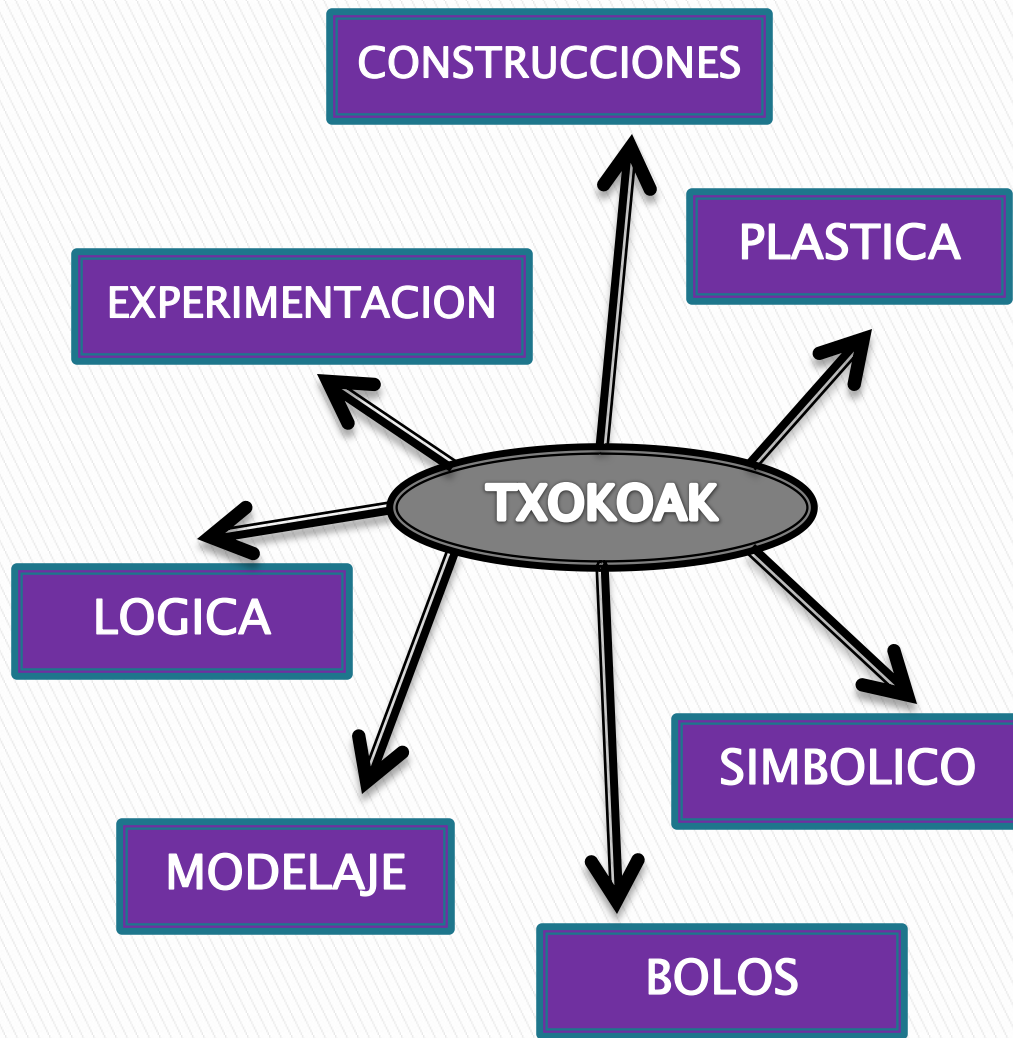 CONSTRUCCIONES
PLASTICA
EXPERIMENTACION
TXOKOAK
LOGICA
SIMBOLICO
MODELAJE
BOLOS